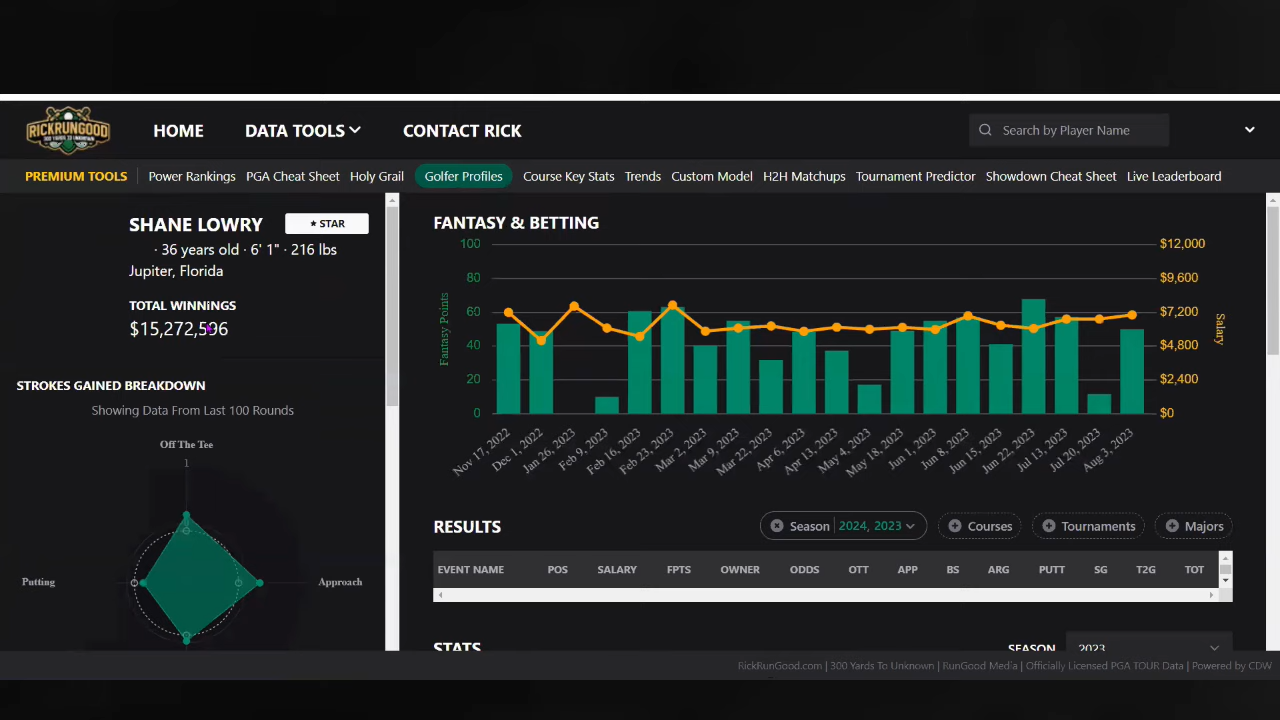 RICKRUNGOOD
300 YARDS TO UNKNOWN
HOME
DATA TOOLS
CONTACT RICK
Search by Player Name
PREMIUM TOOLS
Power Rankings
PGA Cheat Sheet
Holy Grail
Golfer Profiles
Course Key Stats
Trends
Custom Model
H2H Matchups
Tournament Predictor
Showdown Cheat Sheet
Live Leaderboard
SHANE LOWRY
★ STAR
· 36 years old · 6' 1" · 216 lbs
Jupiter, Florida
TOTAL WINNINGS
$15,272,596
STROKES GAINED BREAKDOWN
Showing Data From Last 100 Rounds
Off The Tee
1
Putting
Approach
FANTASY & BETTING
100
80
60
40
20
0
Fantasy Points
$12,000
$9,600
$7,200
$4,800
$2,400
$0
Salary
Nov 17, 2022
Dec 1, 2022
Jan 26, 2023
Feb 9, 2023
Feb 16, 2023
Feb 23, 2023
Mar 2, 2023
Mar 9, 2023
Mar 22, 2023
Apr 6, 2023
Apr 13, 2023
May 4, 2023
May 18, 2023
Jun 1, 2023
Jun 8, 2023
Jun 15, 2023
Jun 22, 2023
Jul 13, 2023
Jul 20, 2023
Aug 3, 2023
RESULTS
Season 2024, 2023
Courses
Tournaments
Majors
EVENT NAME POS SALARY FPTS OWNER ODDS OTT APP BS ARG PUTT SG T2G TOT
STATS
SEASON
2023
RickRunGood.com | 300 Yards To Unknown | RunGood Media | Officially Licensed PGA TOUR Data | Powered by CDW